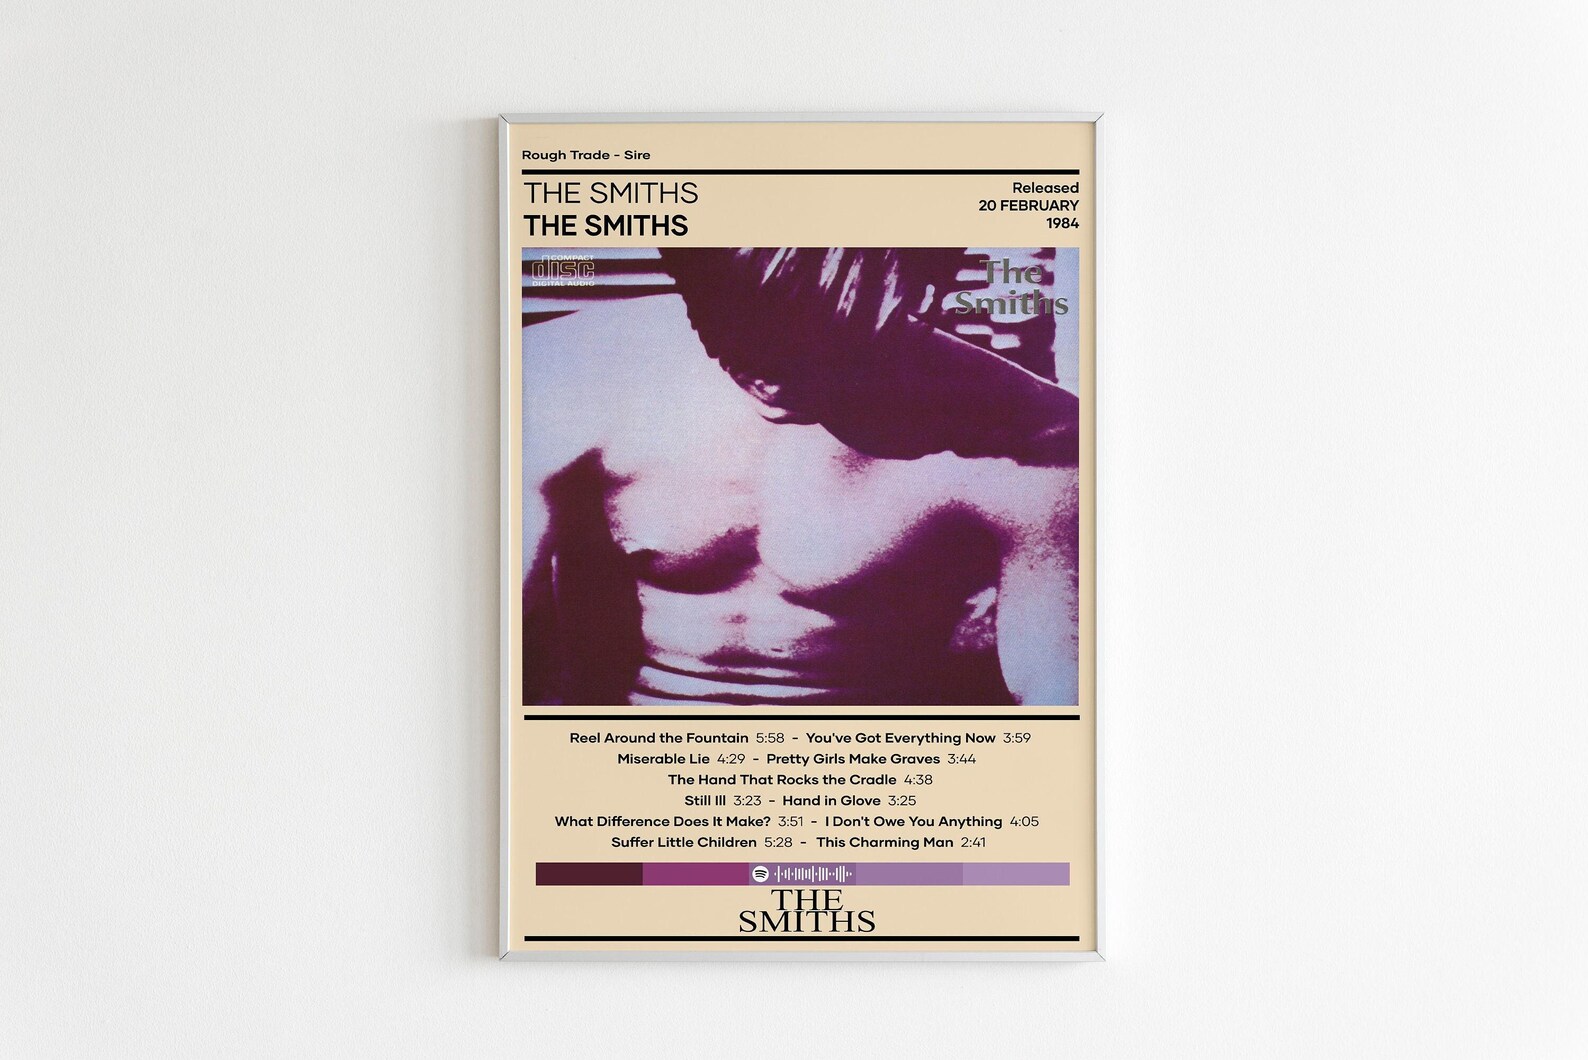 Rough Trade - Sire
THE SMITHS
THE SMITHS
Released
20 FEBRUARY
1984
COMPACT
disc
DIGITAL AUDIO
The
Smiths
Reel Around the Fountain 5:58 - You've Got Everything Now 3:59
Miserable Lie 4:29 - Pretty Girls Make Graves 3:44
The Hand That Rocks the Cradle 4:38
Still Ill 3:23 - Hand in Glove 3:25
What Difference Does It Make? 3:51 - I Don't Owe You Anything 4:05
Suffer Little Children 5:28 - This Charming Man 2:41
THE
SMITHS